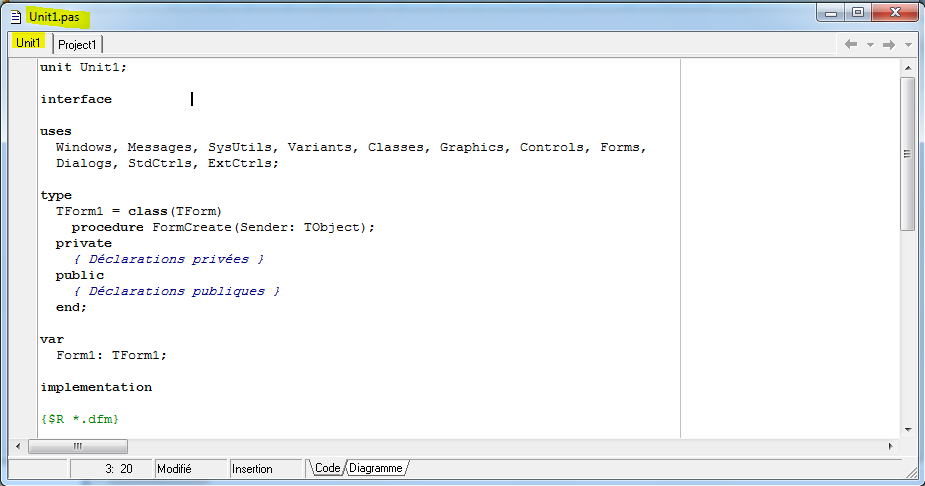 Unit1.pas
Unit1 Project1
unit Unit1;
interface
uses
Windows, Messages, SysUtils, Variants, Classes, Graphics, Controls, Forms,
Dialogs, StdCtrls, ExtCtrls;
type
TForm1 = class(TForm)
procedure FormCreate(Sender: TObject);
private
{ Déclarations privées }
public
{ Déclarations publiques }
end;
var
Form1: TForm1;
implementation
{$R *.dfm}
3: 20 Modifié Insertion Code Diagramme